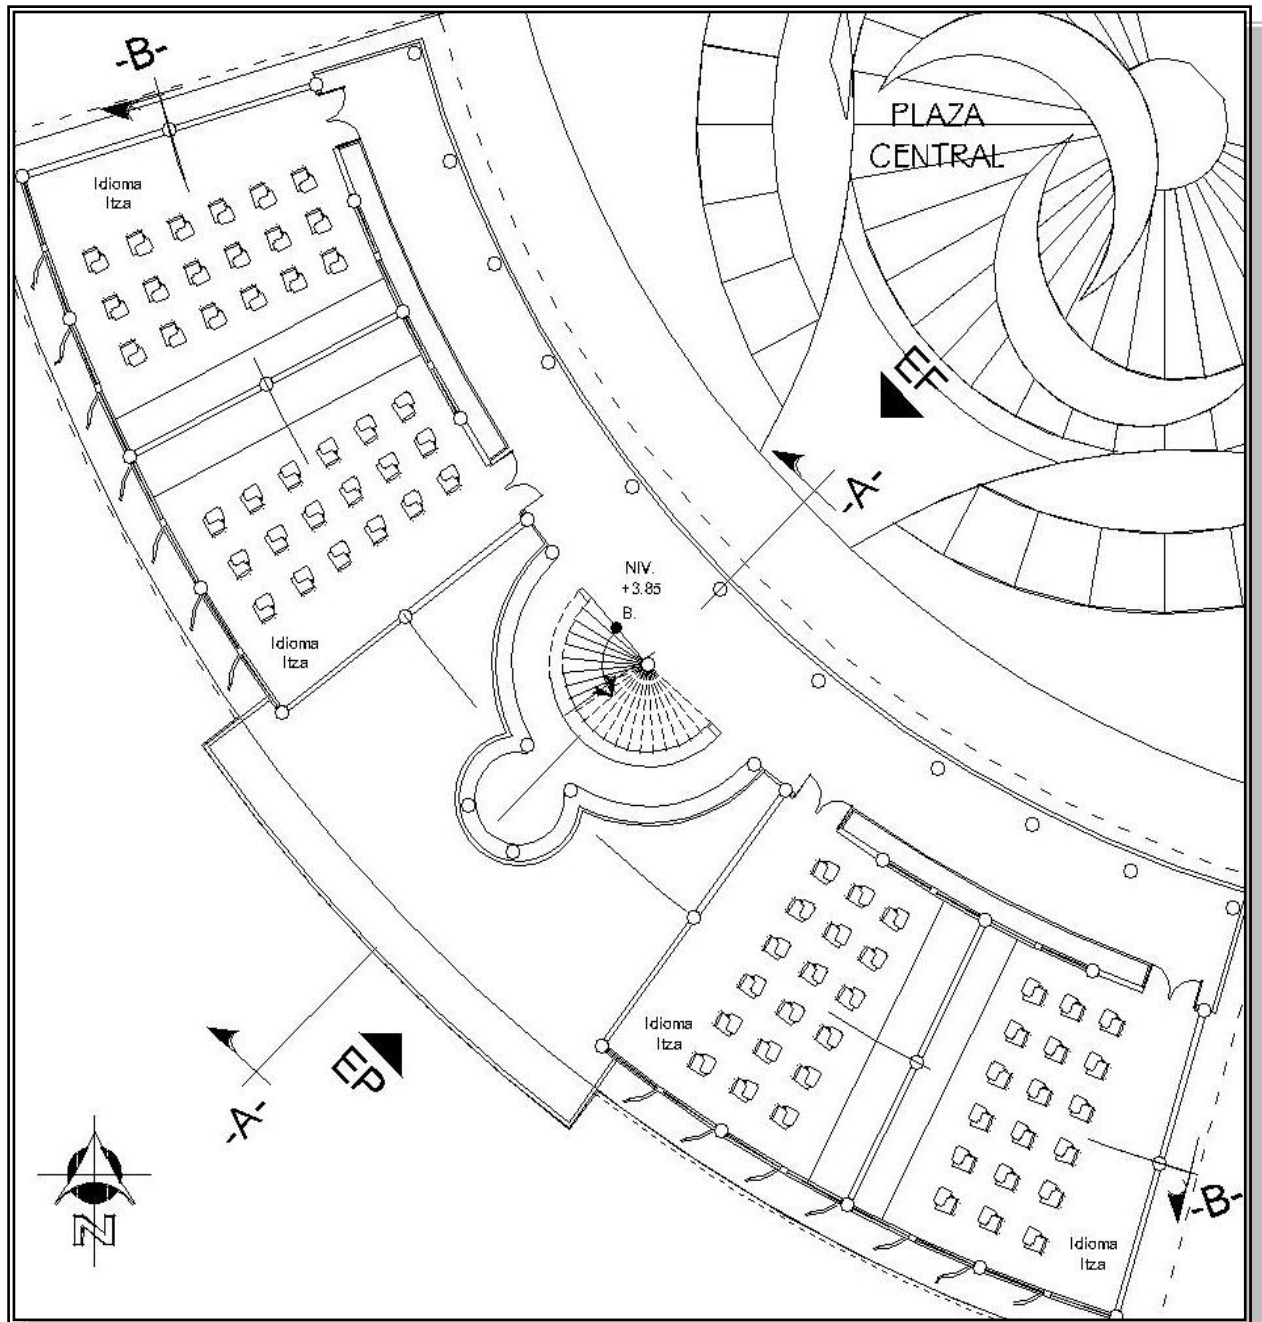 -B-
PLAZA
CENTRAL
Idioma
Itza
EF
-A-
NIV.
+3.85
B.
Idioma
Itza
Idioma
Itza
EP
-A-
-B-
Idioma
Itza
N